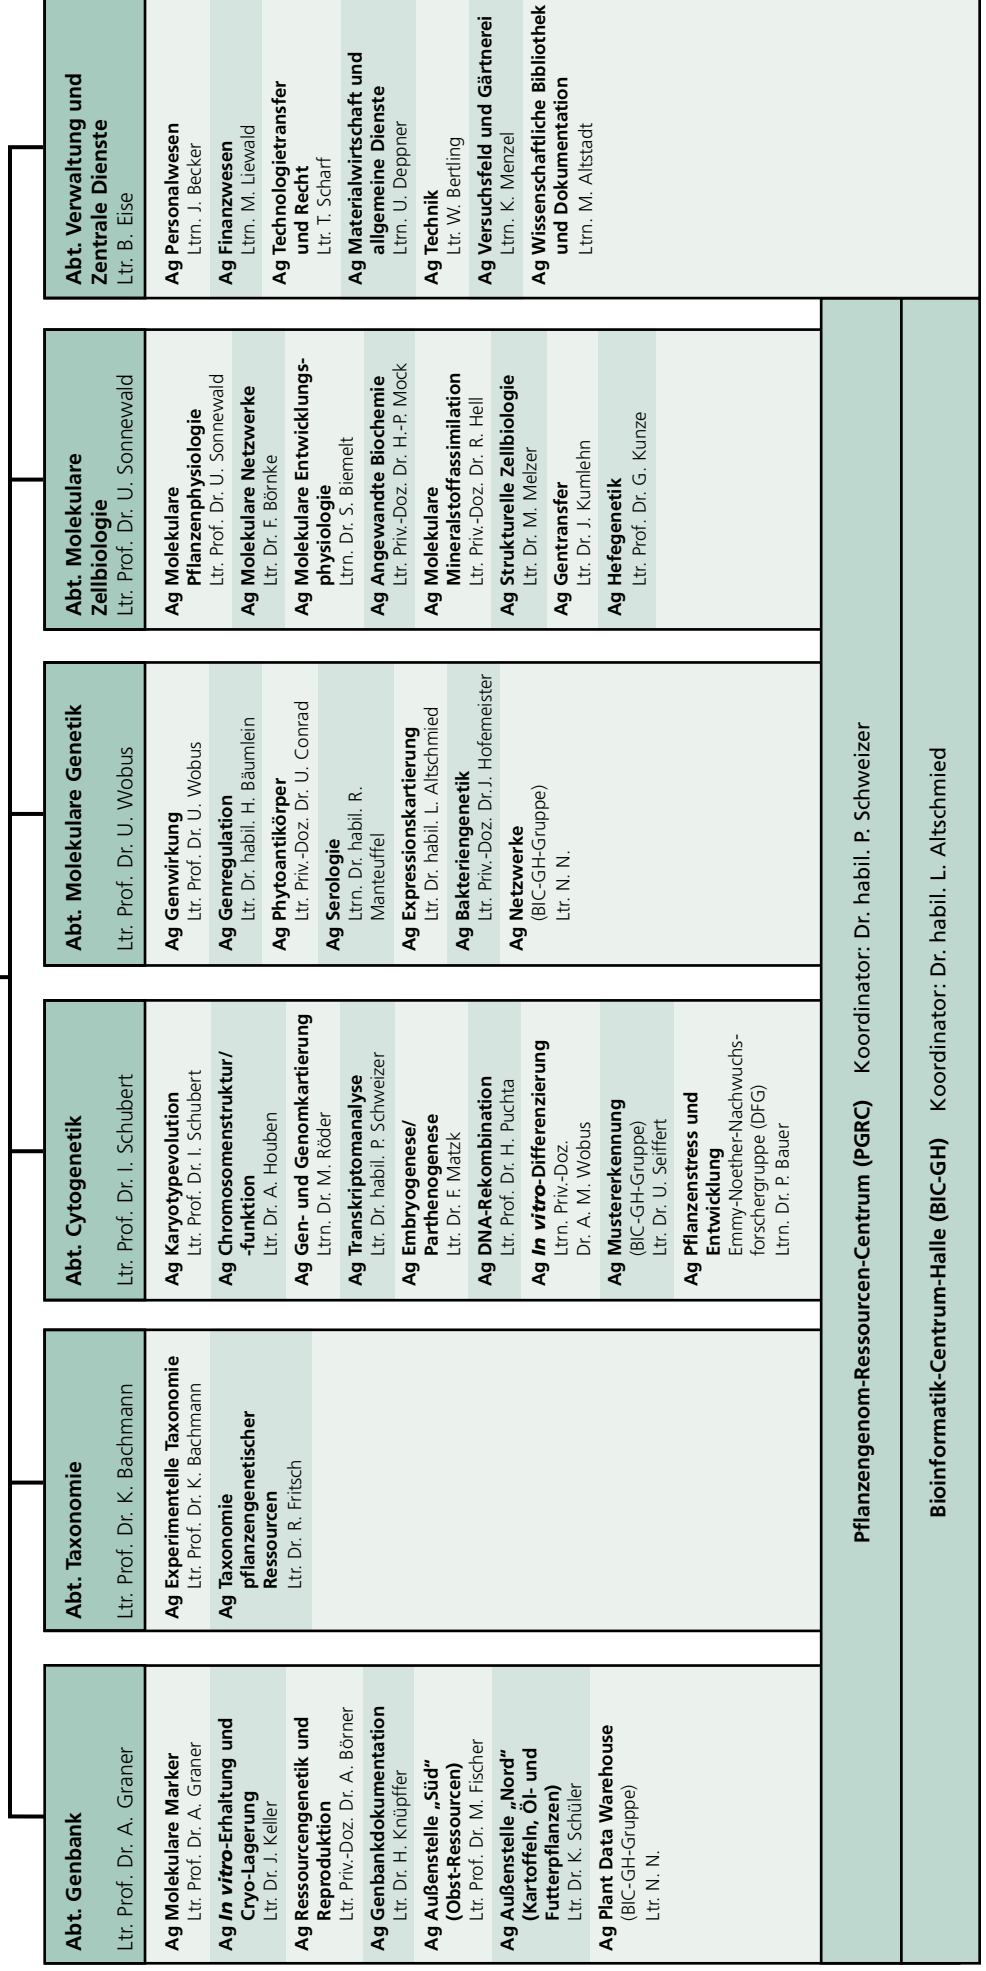 Abt. Genbank
Ltr. Prof. Dr. A. Graner
Ag Molekulare Marker
Ltr. Prof. Dr. A. Graner
Ag In vitro-Erhaltung und
Cryo-Lagerung
Ltr. Dr. J. Keller
Ag Ressourcengenetik und
Reproduktion
Ltr. Priv.-Doz. Dr. A. Börner
Ag Genbankdokumentation
Ltr. Dr. H. Knüpffer
Ag Außenstelle „Süd“
(Obst-Ressourcen)
Ltr. Prof. Dr. M. Fischer
Ag Außenstelle „Nord“
(Kartoffeln, Öl- und
Futterpflanzen)
Ltr. Dr. K. Schüler
Ag Plant Data Warehouse
(BIC-GH-Gruppe)
Ltr. N. N.
Abt. Taxonomie
Ltr. Prof. Dr. K. Bachmann
Ag Experimentelle Taxonomie
Ltr. Prof. Dr. K. Bachmann
Ag Taxonomie
pflanzengenetischer
Ressourcen
Ltr. Dr. R. Fritsch
Abt. Cytogenetik
Ltr. Prof. Dr. I. Schubert
Ag Karyotypevolution
Ltr. Prof. Dr. I. Schubert
Ag Chromosomenstruktur/
-funktion
Ltr. Dr. A. Houben
Ag Gen- und Genomkartierung
Ltrn. Dr. M. Röder
Ag Transkriptomanalyse
Ltr. Dr. habil. P. Schweizer
Ag Embryogenese/
Parthenogenese
Ltr. Dr. F. Matzk
Ag DNA-Rekombination
Ltr. Prof. Dr. H. Puchta
Ag In vitro-Differenzierung
Ltrn. Priv.-Doz.
Dr. A. M. Wobus
Ag Mustererkennung
(BIC-GH-Gruppe)
Ltr. Dr. U. Seiffert
Ag Pflanzenstress und
Entwicklung
Emmy-Noether-Nachwuchs-
forschergruppe (DFG)
Ltrn. Dr. P. Bauer
Abt. Molekulare Genetik
Ltr. Prof. Dr. U. Wobus
Ag Genwirkung
Ltr. Prof. Dr. U. Wobus
Ag Genregulation
Ltr. Dr. habil. H. Bäumlein
Ag Phytoantikörper
Ltr. Priv.-Doz. Dr. U. Conrad
Ag Serologie
Ltrn. Dr. habil. R.
Manteuffel
Ag Expressionskartierung
Ltr. Dr. habil. L. Altschmied
Ag Bakteriengenetik
Ltr. Priv.-Doz. Dr.J. Hofemeister
Ag Netzwerke
(BIC-GH-Gruppe)
Ltr. N. N.
Abt. Molekulare
Zellbiologie
Ltr. Prof. Dr. U. Sonnewald
Ag Molekulare
Pflanzenphysiologie
Ltr. Prof. Dr. U. Sonnewald
Ag Molekulare Netzwerke
Ltr. Dr. F. Börnke
Ag Molekulare Entwicklungs-
physiologie
Ltrn. Dr. S. Biemelt
Ag Angewandte Biochemie
Ltr. Priv.-Doz. Dr. H.-P. Mock
Ag Molekulare
Mineralstoffassimilation
Ltr. Priv.-Doz. Dr. R. Hell
Ag Strukturelle Zellbiologie
Ltr. Dr. M. Melzer
Ag Gentransfer
Ltr. Dr. J. Kumlehn
Ag Hefegenetik
Ltr. Prof. Dr. G. Kunze
Abt. Verwaltung und
Zentrale Dienste
Ltr. B. Eise
Ag Personalwesen
Ltrn. J. Becker
Ag Finanzwesen
Ltrn. M. Liewald
Ag Technologietransfer
und Recht
Ltr. T. Scharf
Ag Materialwirtschaft und
allgemeine Dienste
Ltrn. U. Deppner
Ag Technik
Ltr. W. Bertling
Ag Versuchsfeld und Gärtnerei
Ltrn. K. Menzel
Ag Wissenschaftliche Bibliothek
und Dokumentation
Ltrn. M. Altstadt
Pflanzengenom-Ressourcen-Centrum (PGRC) Koordinator: Dr. habil. P. Schweizer
Bioinformatik-Centrum-Halle (BIC-GH) Koordinator: Dr. habil. L. Altschmied